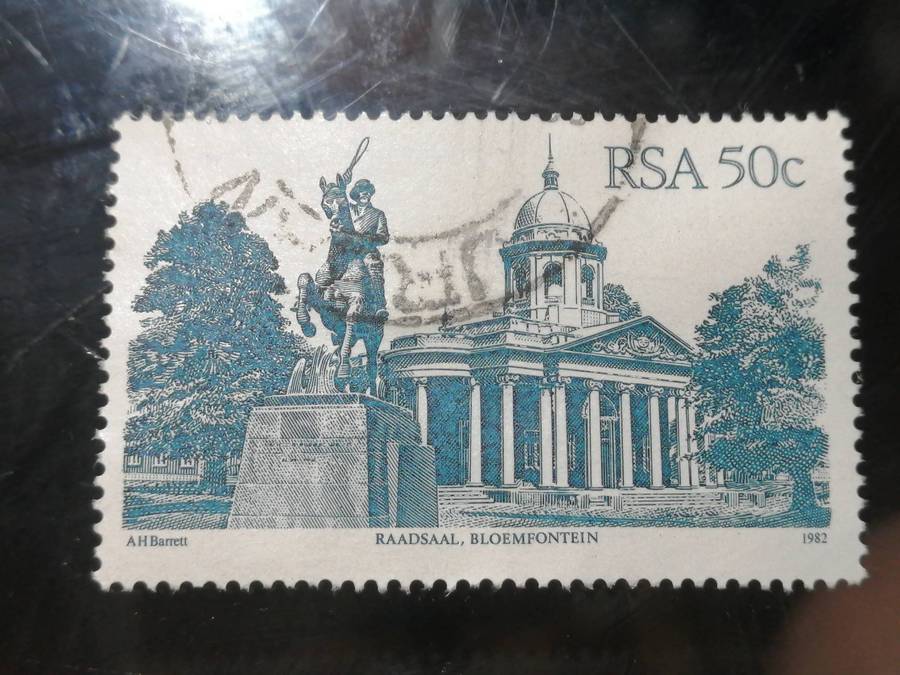 RSA 50c
A H Barrett
RAADSAAL, BLOEMFONTEIN
1982